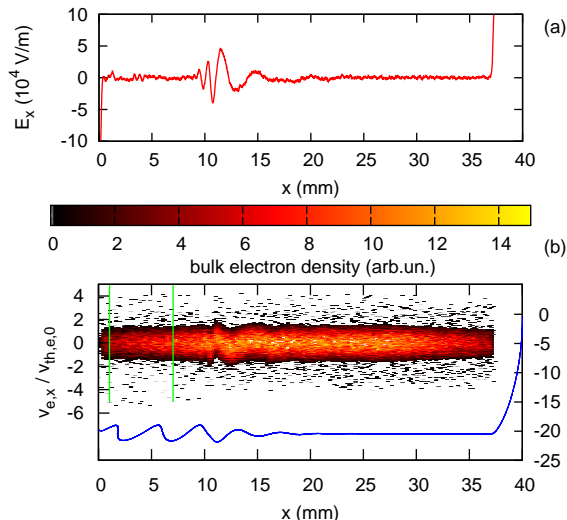 (a)
10
5
0
-5
-10
E_x (10^4 V/m)
0 5 10 15 20 25 30 35 40
x (mm)
0 2 4 6 8 10 12 14
bulk electron density (arb.un.)
(b)
4
2
0
-2
-4
-6
v_e,x / v_th,e,0
0
-5
-10
-15
-20
-25
0 5 10 15 20 25 30 35 40
x (mm)